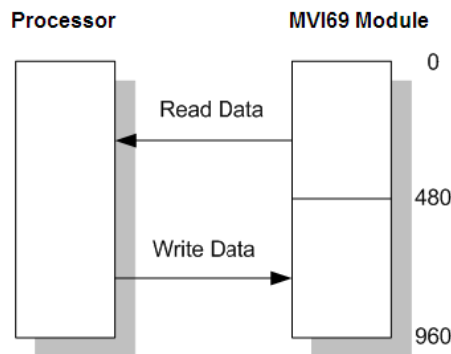 Processor
MVI69 Module
0
Read Data
480
Write Data
960